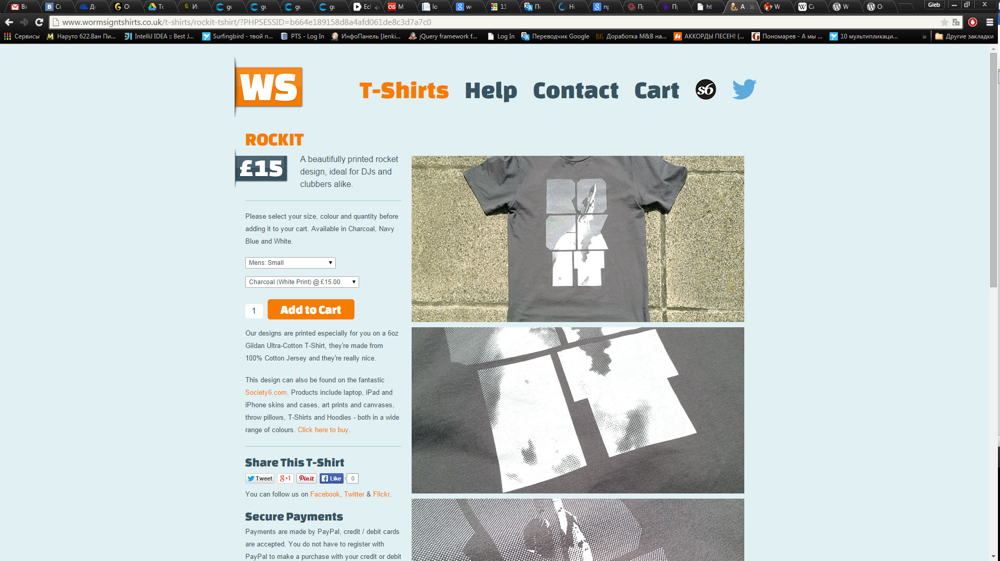 Gleb
www.wormsigntshirts.co.uk/t-shirts/rockit-tshirt/?PHPSESSID=b664e189158d8a4afd061de8c3d7a7c0
Сервисы
Наруто 622.Ван Пи...
IntelliJ IDEA :: Best J...
Surfingbird - твой п...
PTS - Log In
ИнфоПанель [Jenki...
jQuery framework f...
Log In
Переводчик Google
Доработка M&B на...
АККОРДЫ ПЕСЕН! (...
Пономарев - А мы ...
10 мультипликаци...
»
Другие закладки
WS
T-Shirts
Help
Contact
Cart
s6
ROCKIT
£15
A beautifully printed rocket
design, ideal for DJs and
clubbers alike.
Please select your size, colour and quantity before
adding it to your cart. Available in Charcoal, Navy
Blue and White.
Mens: Small
Charcoal (White Print) @ £15.00
1
Add to Cart
Our designs are printed especially for you on a 6oz
Gildan Ultra-Cotton T-Shirt, they're made from
100% Cotton Jersey and they're really nice.
This design can also be found on the fantastic
Society6.com. Products include laptop, iPad and
iPhone skins and cases, art prints and canvases,
throw pillows, T-Shirts and Hoodies - both in a wide
range of colours. Click here to buy.
Share This T-Shirt
Tweet
g+1
Pin it
Like
0
You can follow us on Facebook, Twitter & Flickr.
Secure Payments
Payments are made by PayPal, credit / debit cards
are accepted. You do not have to register with
PayPal to make a purchase with your credit or debit